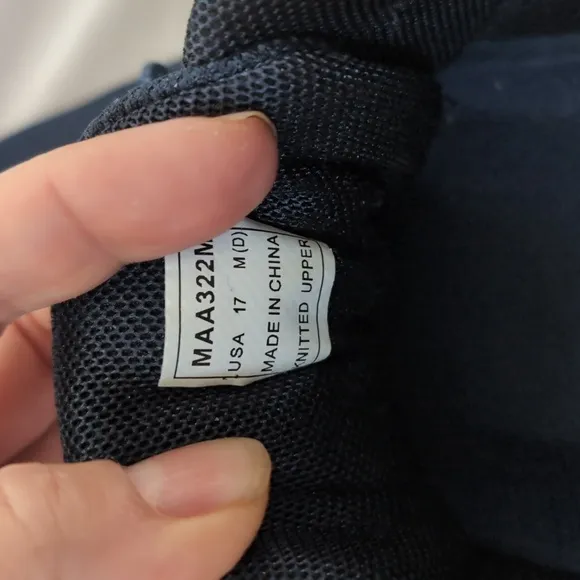 MAA322M
USA 17 M(D)
MADE IN CHINA
KNITTED UPPER